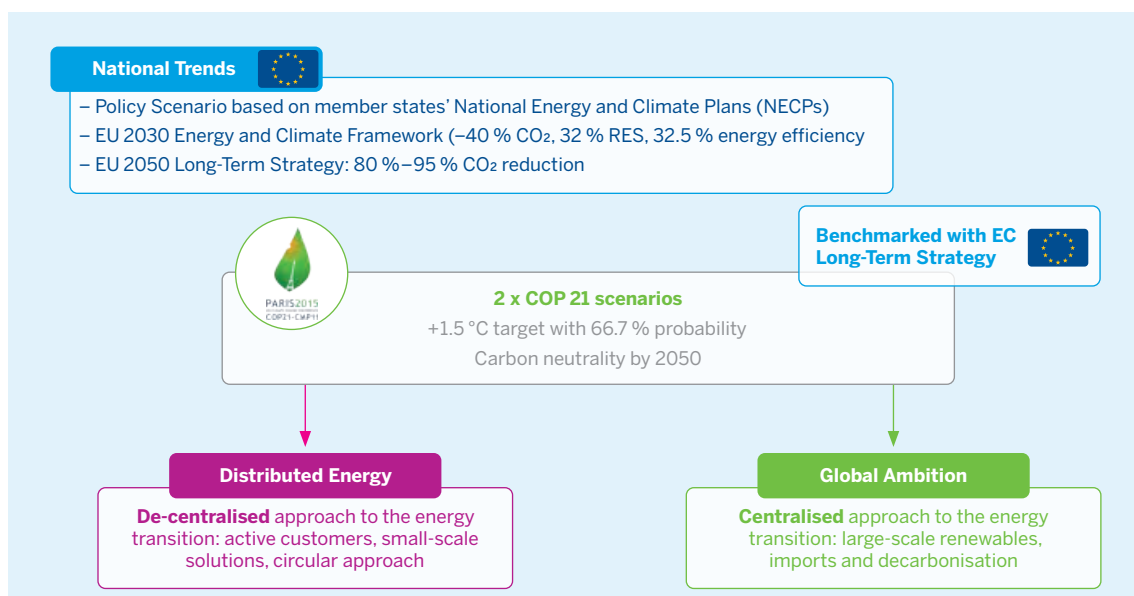 National Trends
– Policy Scenario based on member states’ National Energy and Climate Plans (NECPs)
– EU 2030 Energy and Climate Framework (–40 % CO₂, 32 % RES, 32.5 % energy efficiency
– EU 2050 Long-Term Strategy: 80 %–95 % CO₂ reduction
Benchmarked with EC
Long-Term Strategy
PARIS2015
COP21·CMP11
2 x COP 21 scenarios
+1.5 °C target with 66.7 % probability
Carbon neutrality by 2050
Distributed Energy
De-centralised approach to the energy
transition: active customers, small-scale
solutions, circular approach
Global Ambition
Centralised approach to the energy
transition: large-scale renewables,
imports and decarbonisation